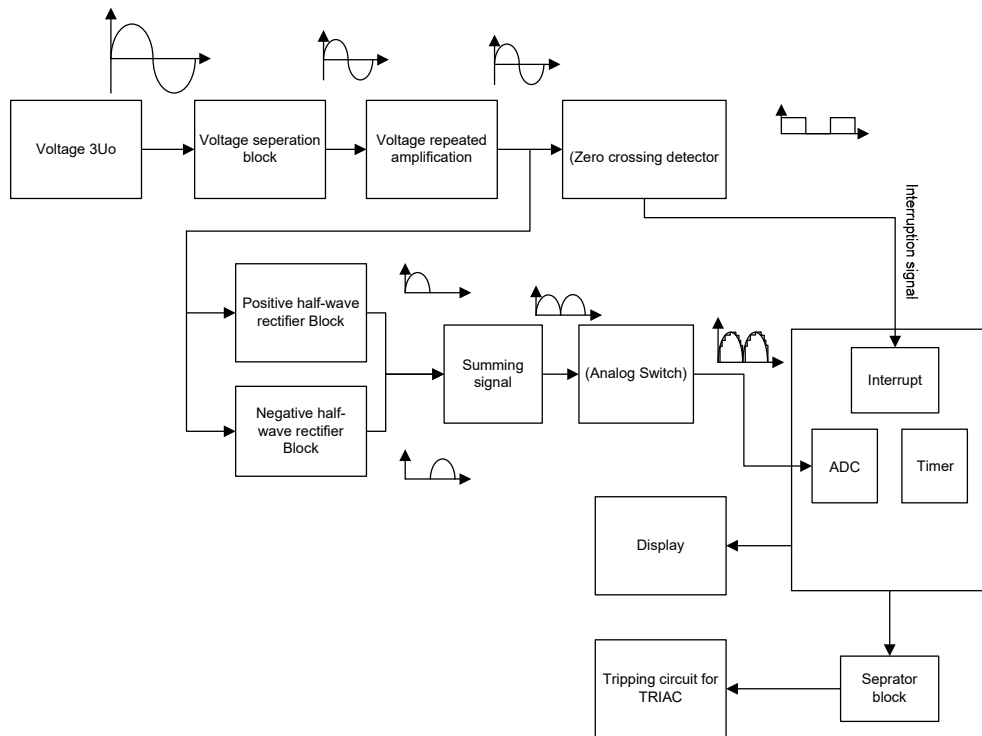 Voltage 3Uo
Voltage seperation
block
Voltage repeated
amplification
(Zero crossing detector
Interruption signal
Positive half-wave
rectifier Block
Negative half-
wave rectifier
Block
Summing
signal
(Analog Switch)
Interrupt
ADC
Timer
Display
Tripping circuit for
TRIAC
Seprator
block